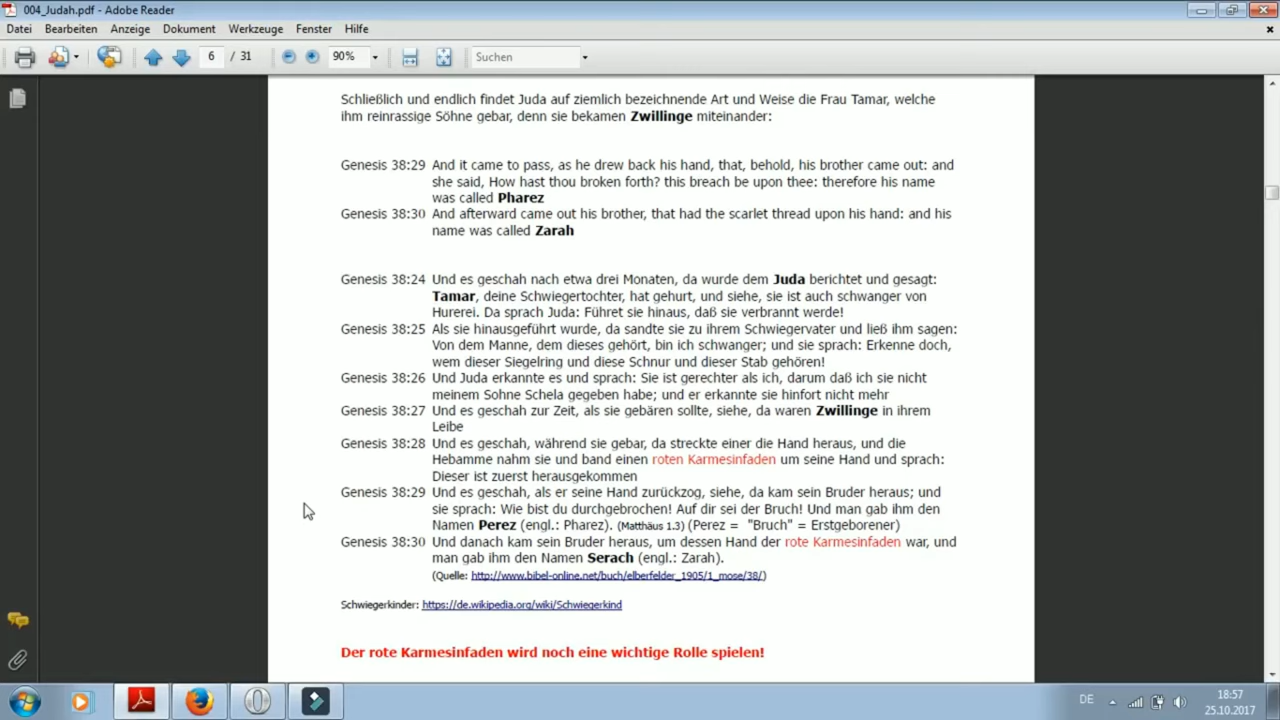 004_Judah.pdf - Adobe Reader
Datei Bearbeiten Anzeige Dokument Werkzeuge Fenster Hilfe
6 / 31 90% Suchen
Schließlich und endlich findet Juda auf ziemlich bezeichnende Art und Weise die Frau Tamar, welche
ihm reinrassige Söhne gebar, denn sie bekamen Zwillinge miteinander:
Genesis 38:29 And it came to pass, as he drew back his hand, that, behold, his brother came out: and
she said, How hast thou broken forth? this breach be upon thee: therefore his name
was called Pharez
Genesis 38:30 And afterward came out his brother, that had the scarlet thread upon his hand: and his
name was called Zarah
Genesis 38:24 Und es geschah nach etwa drei Monaten, da wurde dem Juda berichtet und gesagt:
Tamar, deine Schwiegertochter, hat gehurt, und siehe, sie ist auch schwanger von
Hurerei. Da sprach Juda: Führet sie hinaus, daß sie verbrannt werde!
Genesis 38:25 Als sie hinausgeführt wurde, da sandte sie zu ihrem Schwiegervater und ließ ihm sagen:
Von dem Manne, dem dieses gehört, bin ich schwanger; und sie sprach: Erkenne doch,
wem dieser Siegelring und diese Schnur und dieser Stab gehören!
Genesis 38:26 Und Juda erkannte es und sprach: Sie ist gerechter als ich, darum daß ich sie nicht
meinem Sohne Schela gegeben habe; und er erkannte sie hinfort nicht mehr
Genesis 38:27 Und es geschah zur Zeit, als sie gebären sollte, siehe, da waren Zwillinge in ihrem
Leibe
Genesis 38:28 Und es geschah, während sie gebar, da streckte einer die Hand heraus, und die
Hebamme nahm sie und band einen roten Karmesinfaden um seine Hand und sprach:
Dieser ist zuerst herausgekommen
Genesis 38:29 Und es geschah, als er seine Hand zurückzog, siehe, da kam sein Bruder heraus; und
sie sprach: Wie bist du durchgebrochen! Auf dir sei der Bruch! Und man gab ihm den
Namen Perez (engl.: Pharez). (Matthäus 1.3) (Perez = "Bruch" = Erstgeborener)
Genesis 38:30 Und danach kam sein Bruder heraus, um dessen Hand der rote Karmesinfaden war, und
man gab ihm den Namen Serach (engl.: Zarah).
(Quelle: http://www.bibel-online.net/buch/elberfelder_1905/1_mose/38/)
Schwiegerkinder: https://de.wikipedia.org/wiki/Schwiegerkind
Der rote Karmesinfaden wird noch eine wichtige Rolle spielen!
DE 18:57
25.10.2017